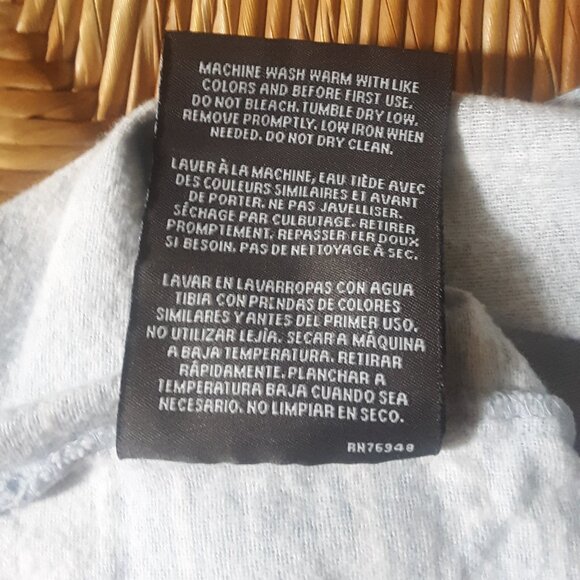 MACHINE WASH WARM WITH LIKE
COLORS AND BEFORE FIRST USE.
DO NOT BLEACH. TUMBLE DRY LOW.
REMOVE PROMPTLY. LOW IRON WHEN
NEEDED. DO NOT DRY CLEAN.
LAVER À LA MACHINE, EAU TIÈDE AVEC
DES COULEURS SIMILAIRES ET AVANT
DE PORTER. NE PAS JAVELLISER.
SÉCHAGE PAR CULBUTAGE. RETIRER
PROMPTEMENT. REPASSER FER DOUX
SI BESOIN. PAS DE NETTOYAGE À SEC.
LAVAR EN LAVARROPAS CON AGUA
TIBIA CON PRENDAS DE COLORES
SIMILARES Y ANTES DEL PRIMER USO.
NO UTILIZAR LEJÍA. SECAR A MÁQUINA
A BAJA TEMPERATURA. RETIRAR
RÁPIDAMENTE. PLANCHAR A
TEMPERATURA BAJA CUANDO SEA
NECESARIO. NO LIMPIAR EN SECO.
RN76948